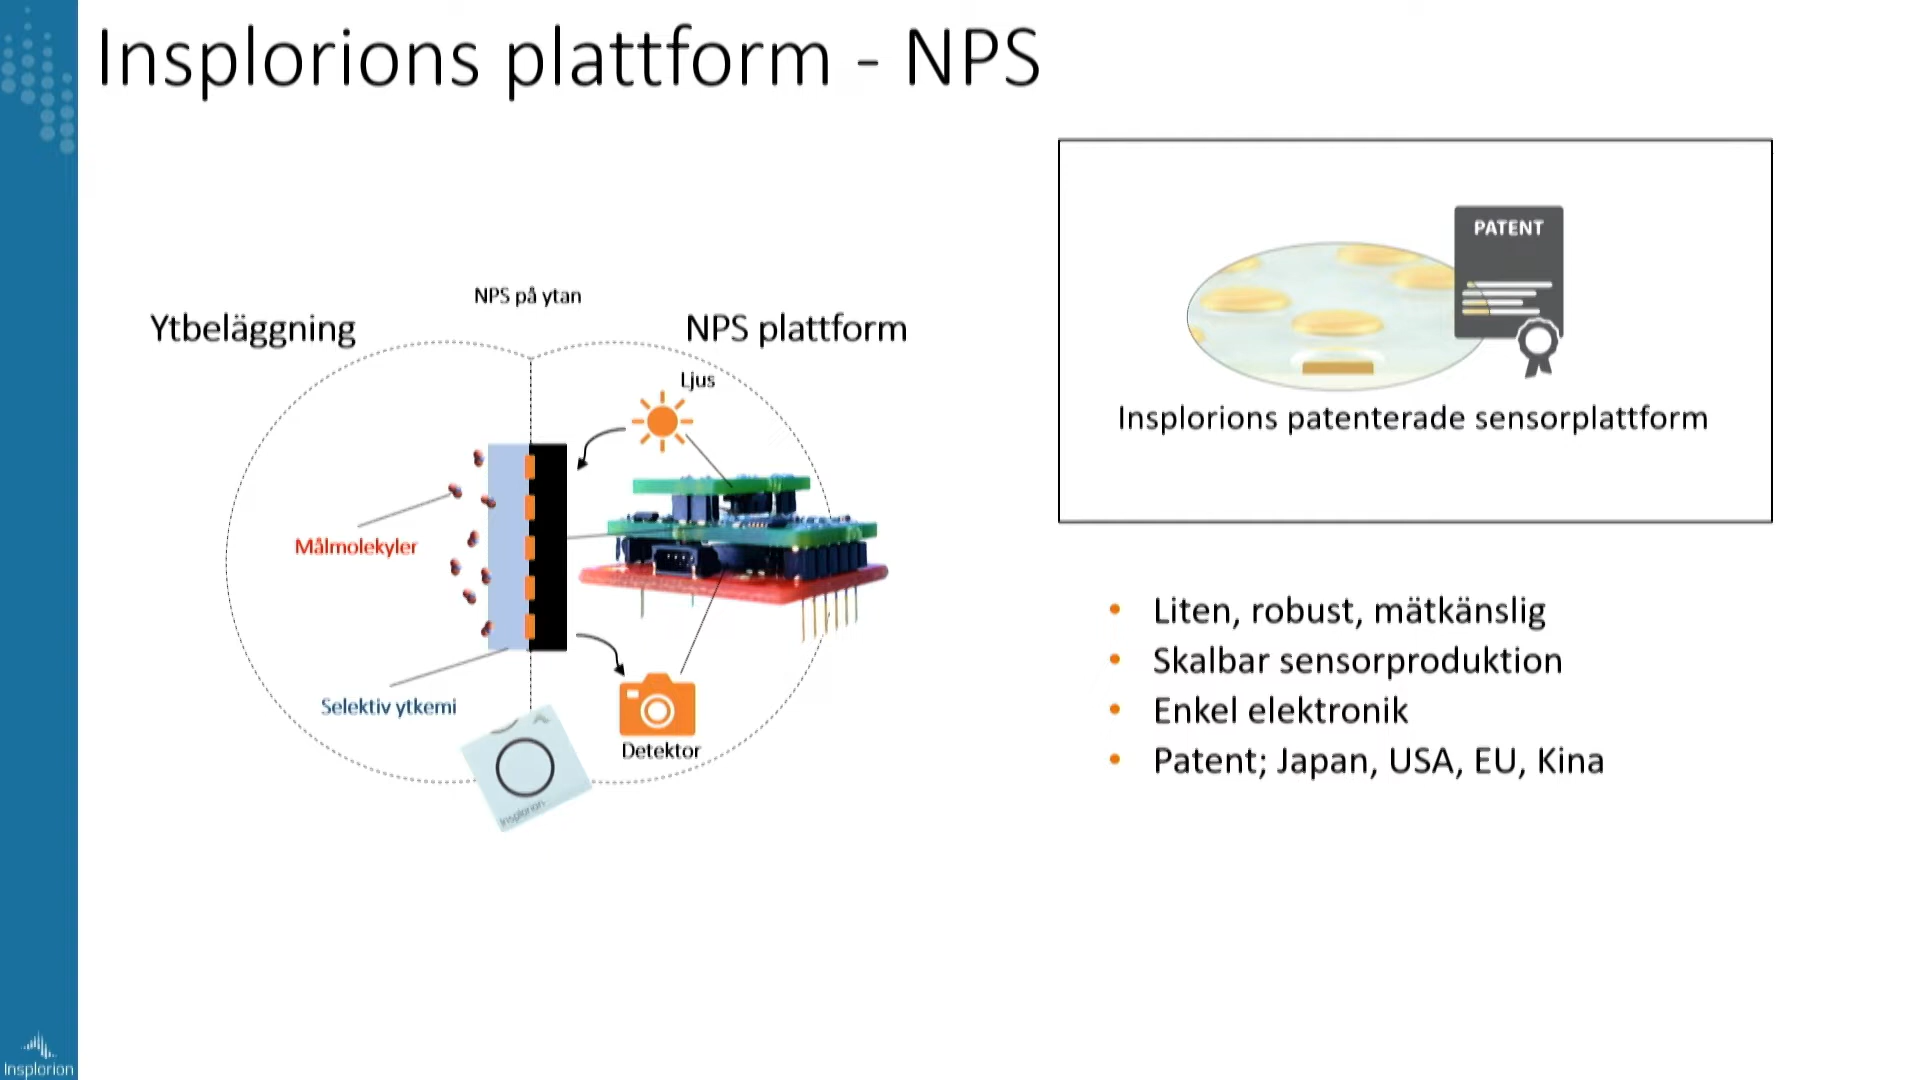 Insplorions plattform - NPS
NPS på ytan
Ytbeläggning
NPS plattform
Ljus
Målmolekyler
Selektiv ytkemi
Detektor
Insplorion
PATENT
Insplorions patenterade sensorplattform
• Liten, robust, mätkänslig
• Skalbar sensorproduktion
• Enkel elektronik
• Patent; Japan, USA, EU, Kina
Insplorion